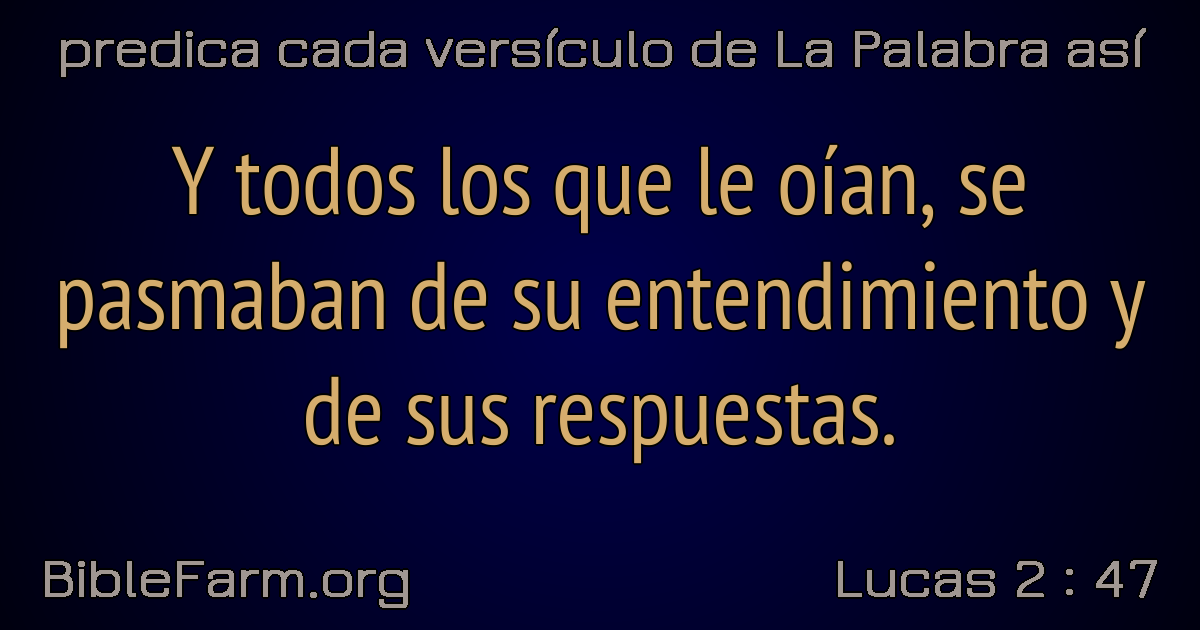 predica cada versículo de La Palabra así
Y todos los que le oían, se
pasmaban de su entendimiento y
de sus respuestas.
BibleFarm.org
Lucas 2 : 47